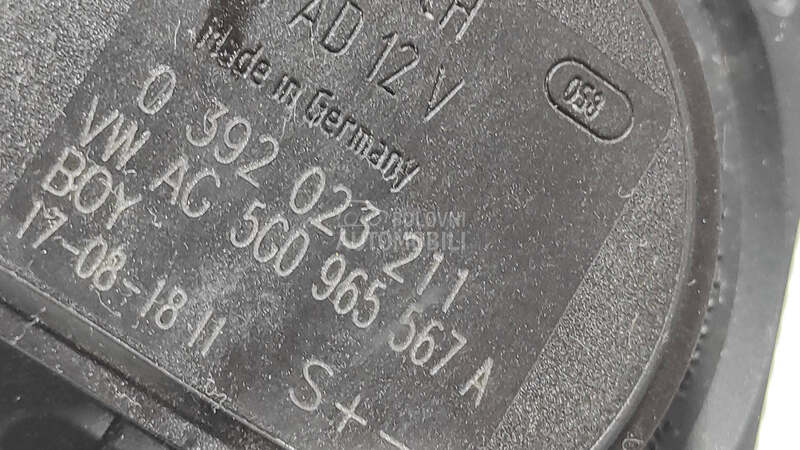 AD 12 V
Made in Germany
058
0 392 023 211
VW AG 5G0 965 567 A
BOY
17-08-18 11
S + -
POLOVNI
AUTOMOBILI